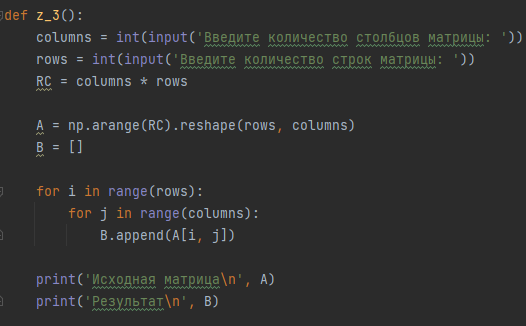 def z_3():
    columns = int(input('Введите количество столбцов матрицы: '))
    rows = int(input('Введите количество строк матрицы: '))
    RC = columns * rows
    A = np.arange(RC).reshape(rows, columns)
    B = []
    for i in range(rows):
        for j in range(columns):
            B.append(A[i, j])
    print('Исходная матрица\n', A)
    print('Результат\n', B)